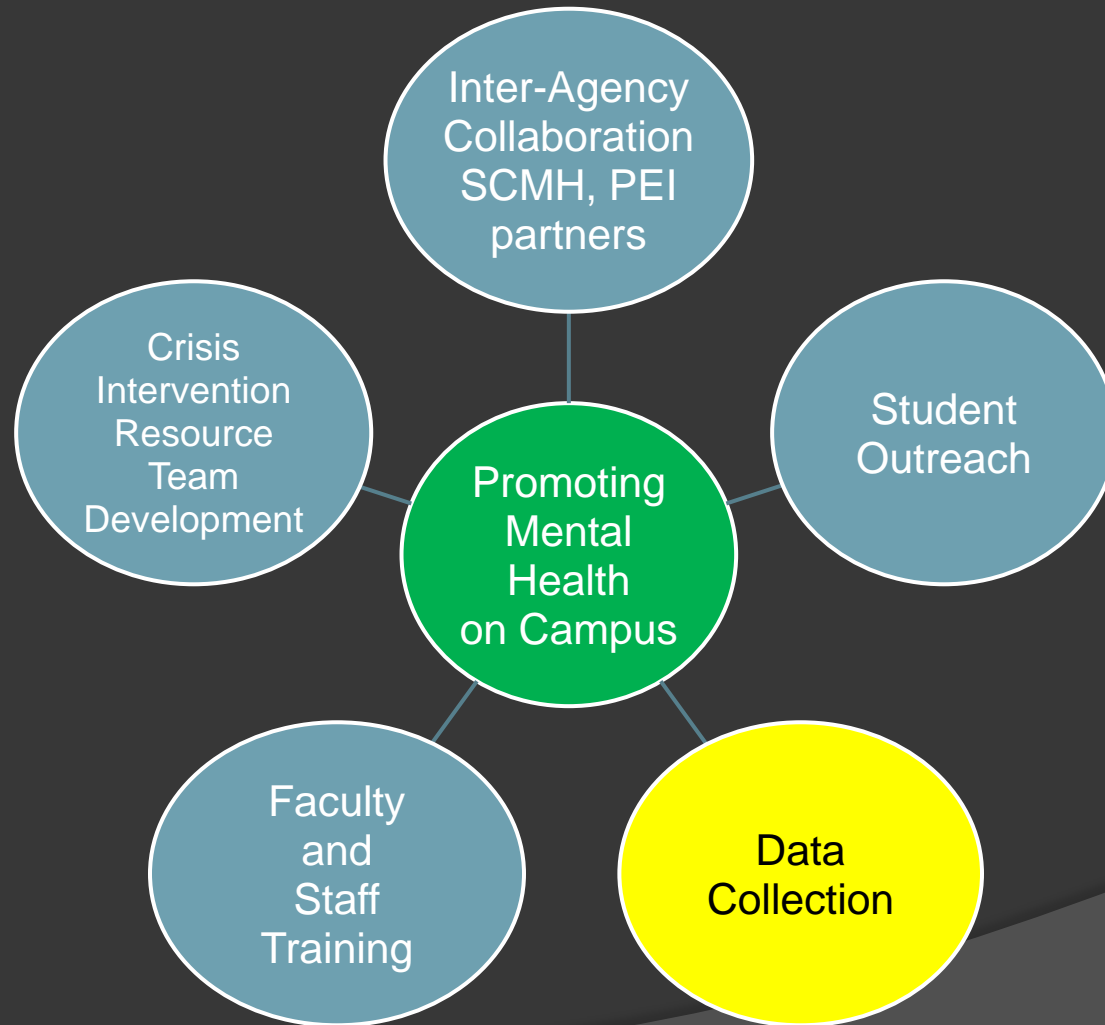 Inter-Agency
Collaboration
SCMH, PEI
partners
Crisis
Intervention
Resource
Team
Development
Student
Outreach
Promoting
Mental
Health
on Campus
Faculty
and
Staff
Training
Data
Collection